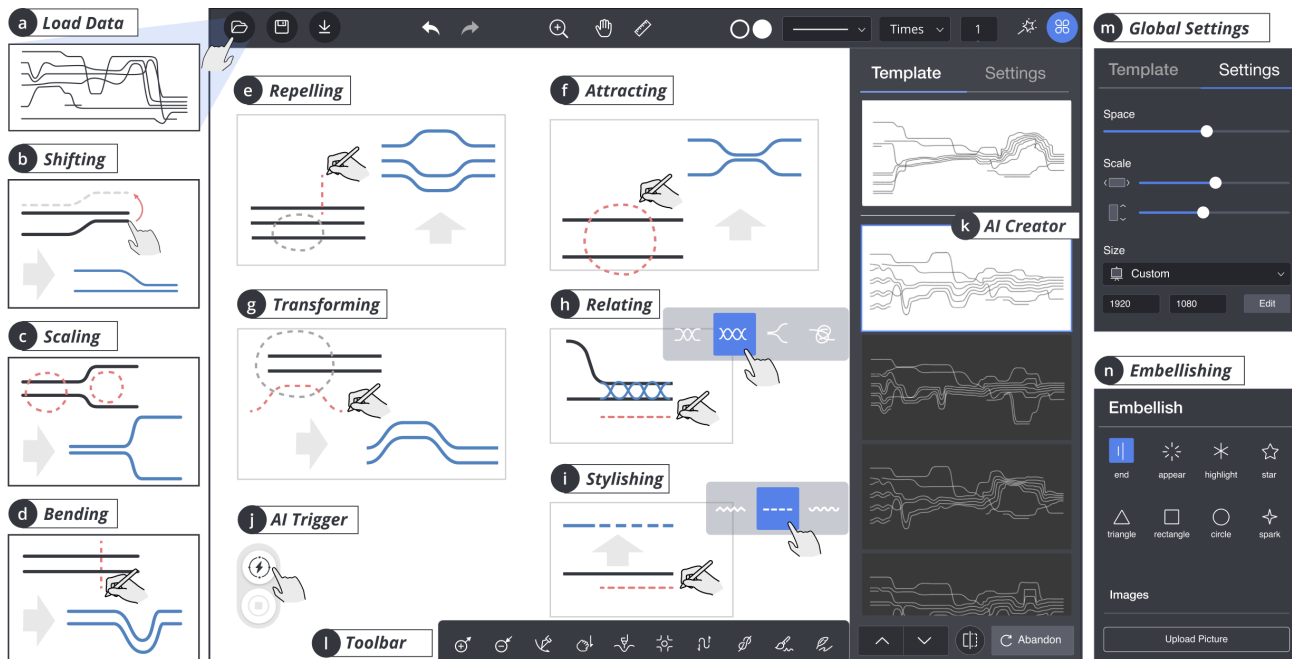 a Load Data
b Shifting
c Scaling
d Bending
Times
1
e Repelling
f Attracting
g Transforming
h Relating
i Stylishing
j AI Trigger
l Toolbar
Template Settings
k AI Creator
Abandon
m Global Settings
Template Settings
Space
Scale
Size
Custom
1920 1080 Edit
n Embellishing
Embellish
end appear highlight star
triangle rectangle circle spark
Images
Upload Picture